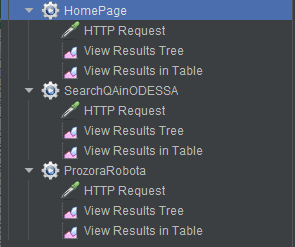 HomePage
HTTP Request
View Results Tree
View Results in Table
SearchQAinODESSA
HTTP Request
View Results Tree
View Results in Table
ProzoraRobota
HTTP Request
View Results Tree
View Results in Table